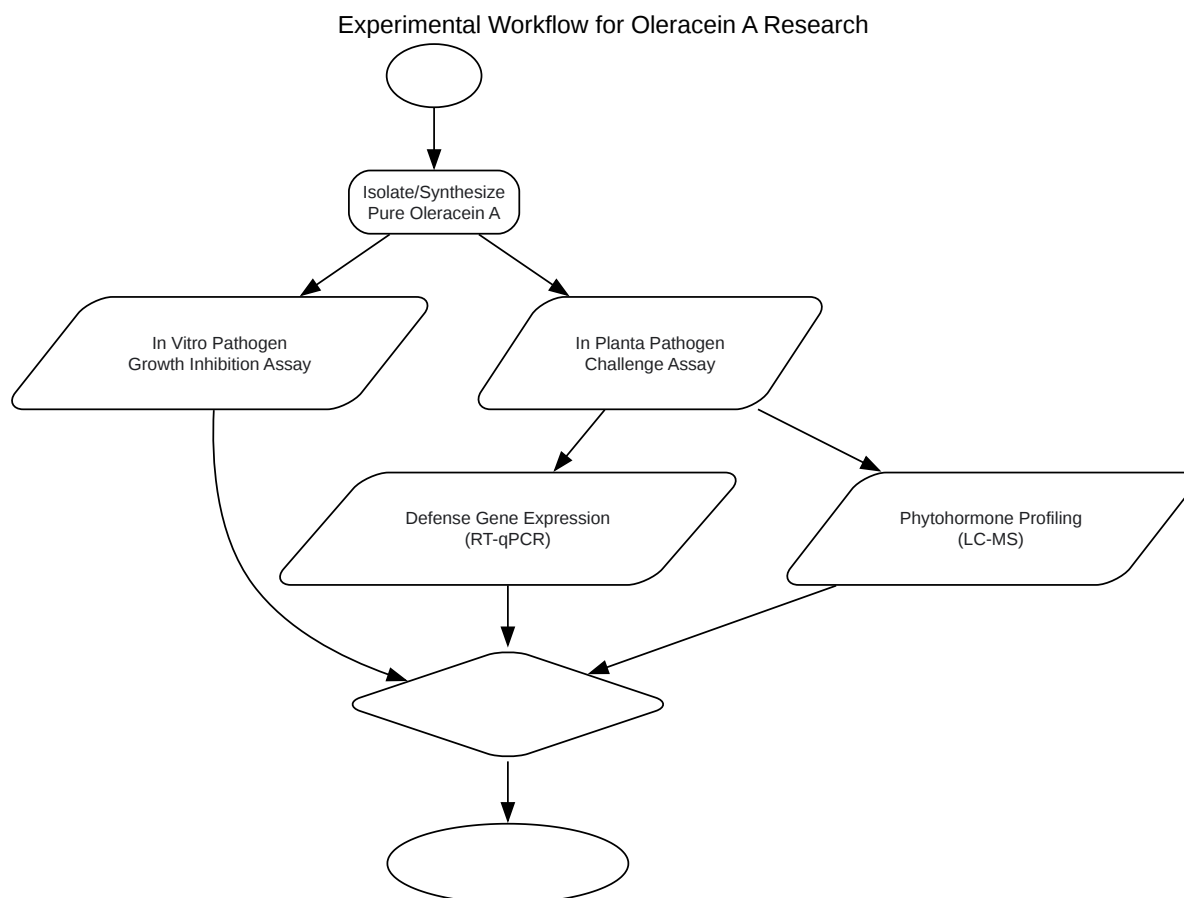 Experimental Workflow for Oleracein A Research
Isolate/Synthesize
Pure Oleracein A
In Vitro Pathogen
Growth Inhibition Assay
In Planta Pathogen
Challenge Assay
Defense Gene Expression
(RT-qPCR)
Phytohormone Profiling
(LC-MS)